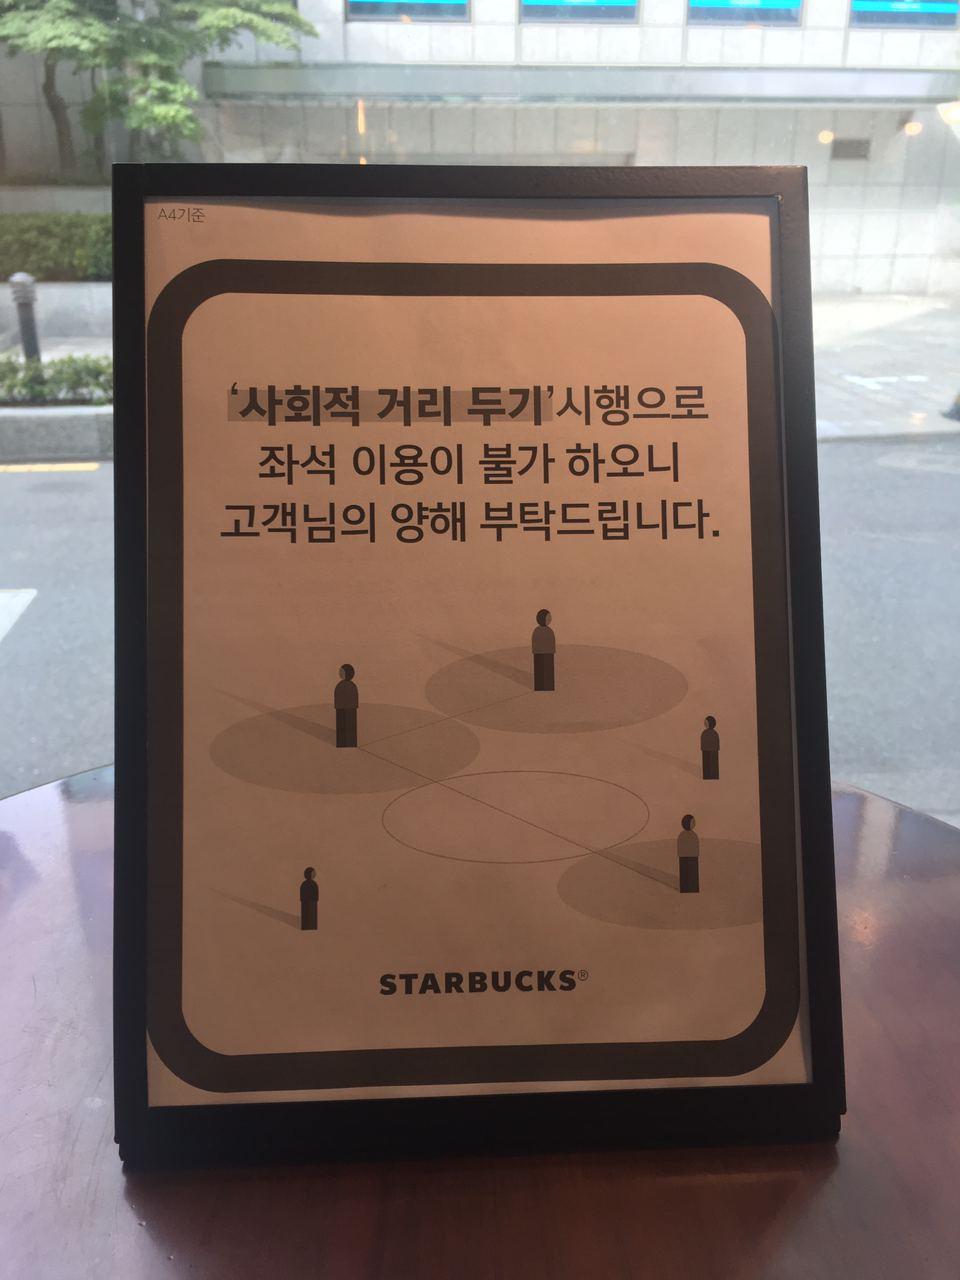 A4기준
‘사회적 거리 두기’시행으로
좌석 이용이 불가 하오니
고객님의 양해 부탁드립니다.
STARBUCKS®